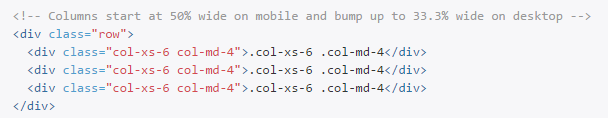 <!-- Columns start at 50% wide on mobile and bump up to 33.3% wide on desktop -->
<div class="row">
  <div class="col-xs-6 col-md-4">.col-xs-6 .col-md-4</div>
  <div class="col-xs-6 col-md-4">.col-xs-6 .col-md-4</div>
  <div class="col-xs-6 col-md-4">.col-xs-6 .col-md-4</div>
</div>